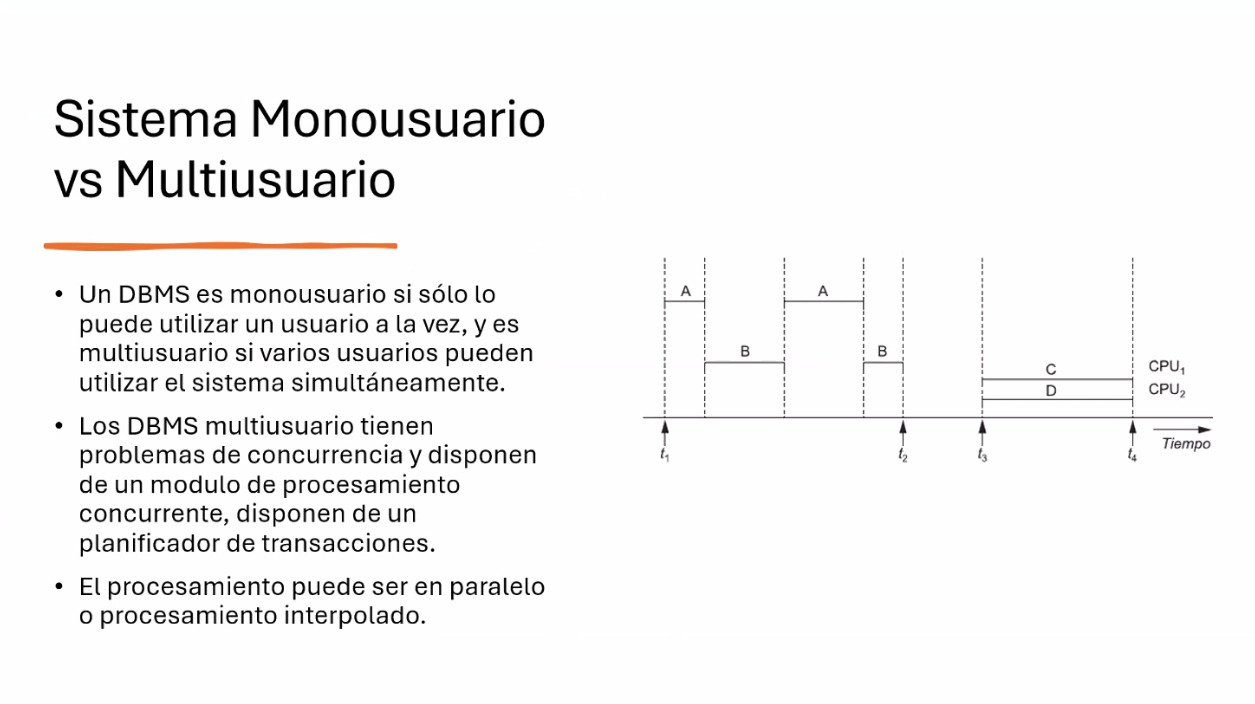 Sistema Monousuario
vs Multiusuario
• Un DBMS es monousuario si sólo lo
puede utilizar un usuario a la vez, y es
multiusuario si varios usuarios pueden
utilizar el sistema simultáneamente.
• Los DBMS multiusuario tienen
problemas de concurrencia y disponen
de un modulo de procesamiento
concurrente, disponen de un
planificador de transacciones.
• El procesamiento puede ser en paralelo
o procesamiento interpolado.
A
A
B
B
C
CPU₁
D
CPU₂
t₁
t₂
t₃
t₄
Tiempo